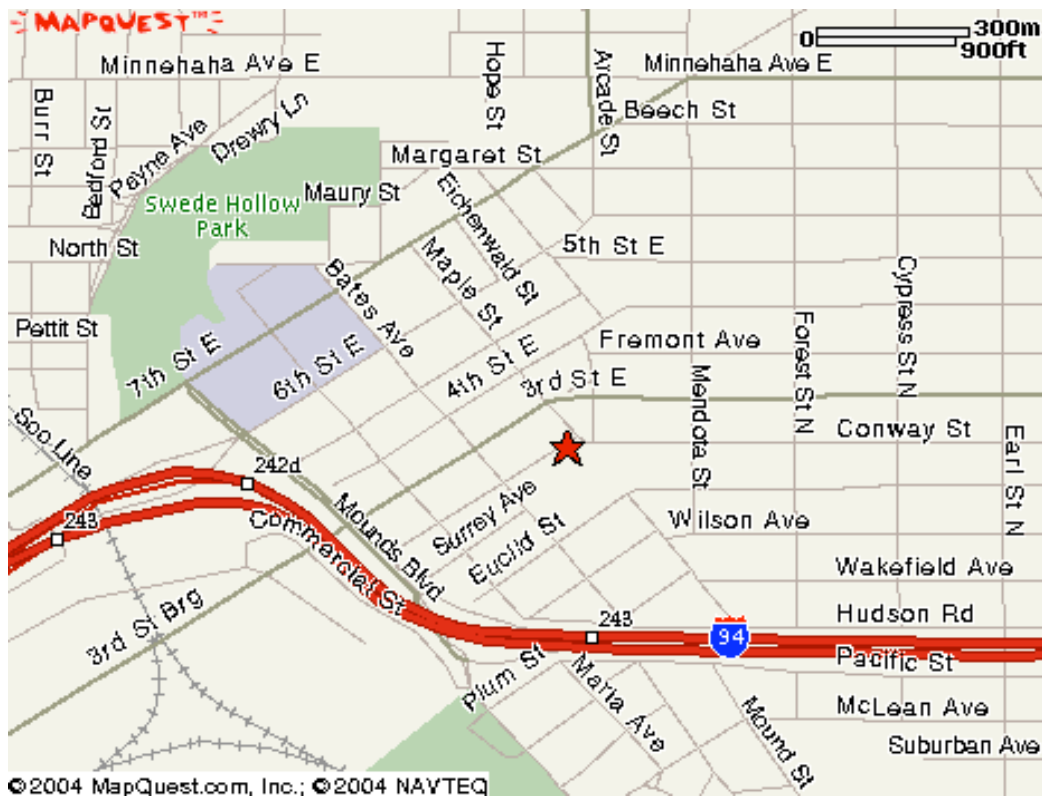 MAPQUEST™
0 300m
900ft
Minnehaha Ave E
Hope St
Arcade St
Minnehaha Ave E
Burr St
Bedford St
Payne Ave
Drewry Ln
Beech St
Margaret St
Swede Hollow
Park
Maury St
Eichenwald St
North St
5th St E
Bates Ave
Maple St
Cypress St N
Pettit St
7th St E
6th St E
4th St E
Fremont Ave
Forest St N
3rd St E
Mendota St
Soo Line
Conway St
Earl St N
242d
243
Mounds Blvd
Commercial St
Surrey Ave
Euclid St
Wilson Ave
Wakefield Ave
3rd St Brg
Hudson Rd
243
94
Pacific St
Plum St
Maria Ave
Mound St
McLean Ave
Suburban Ave
©2004 MapQuest.com, Inc.; ©2004 NAVTEQ